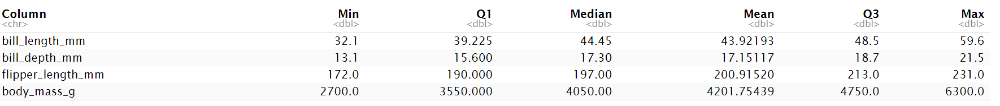 Column Min Q1 Median Mean Q3 Max
<chr> <dbl> <dbl> <dbl> <dbl> <dbl> <dbl>
bill_length_mm 32.1 39.225 44.45 43.92193 48.5 59.6
bill_depth_mm 13.1 15.600 17.30 17.15117 18.7 21.5
flipper_length_mm 172.0 190.000 197.00 200.91520 213.0 231.0
body_mass_g 2700.0 3550.000 4050.00 4201.75439 4750.0 6300.0